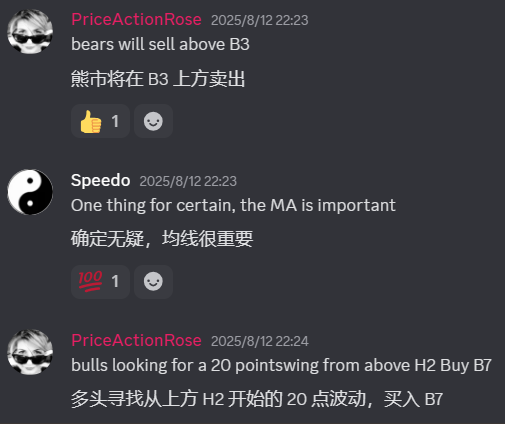 PriceActionRose 2025/8/12 22:23
bears will sell above B3
熊市将在 B3 上方卖出
👍 1
Speedo 2025/8/12 22:23
One thing for certain, the MA is important
确定无疑，均线很重要
💯 1
PriceActionRose 2025/8/12 22:24
bulls looking for a 20 pointswing from above H2 Buy B7
多头寻找从上方 H2 开始的 20 点波动，买入 B7